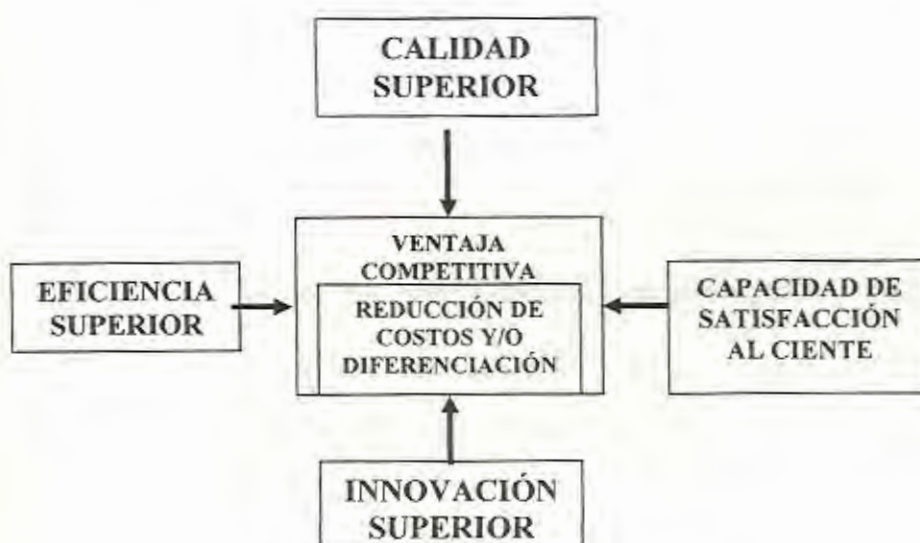 CALIDAD
SUPERIOR
VENTAJA
COMPETITIVA
EFICIENCIA
SUPERIOR
REDUCCIÓN DE
COSTOS Y/O
DIFERENCIACIÓN
CAPACIDAD DE
SATISFACCIÓN
AL CIENTE
INNOVACIÓN
SUPERIOR